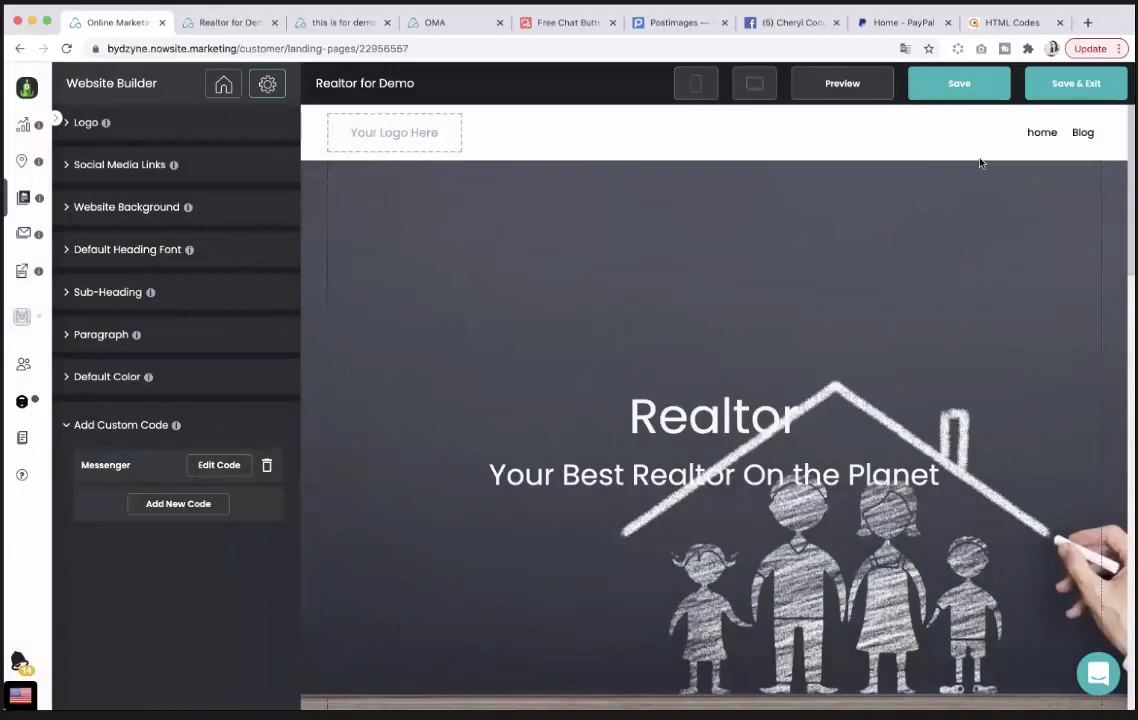 Online Marketin
Realtor for Dem
this is for demo
OMA
Free Chat Butt
Postimages —
(5) Cheryl Coc
Home - PayPal
HTML Codes
bydzyne.nowsite.marketing/customer/landing-pages/22956557
Update
Website Builder
Realtor for Demo
Preview
Save
Save & Exit
Logo
Your Logo Here
home
Blog
Social Media Links
Website Background
Default Heading Font
Sub-Heading
Paragraph
Default Color
Realtor
Add Custom Code
Messenger
Edit Code
Your Best Realtor On the Planet
Add New Code
14